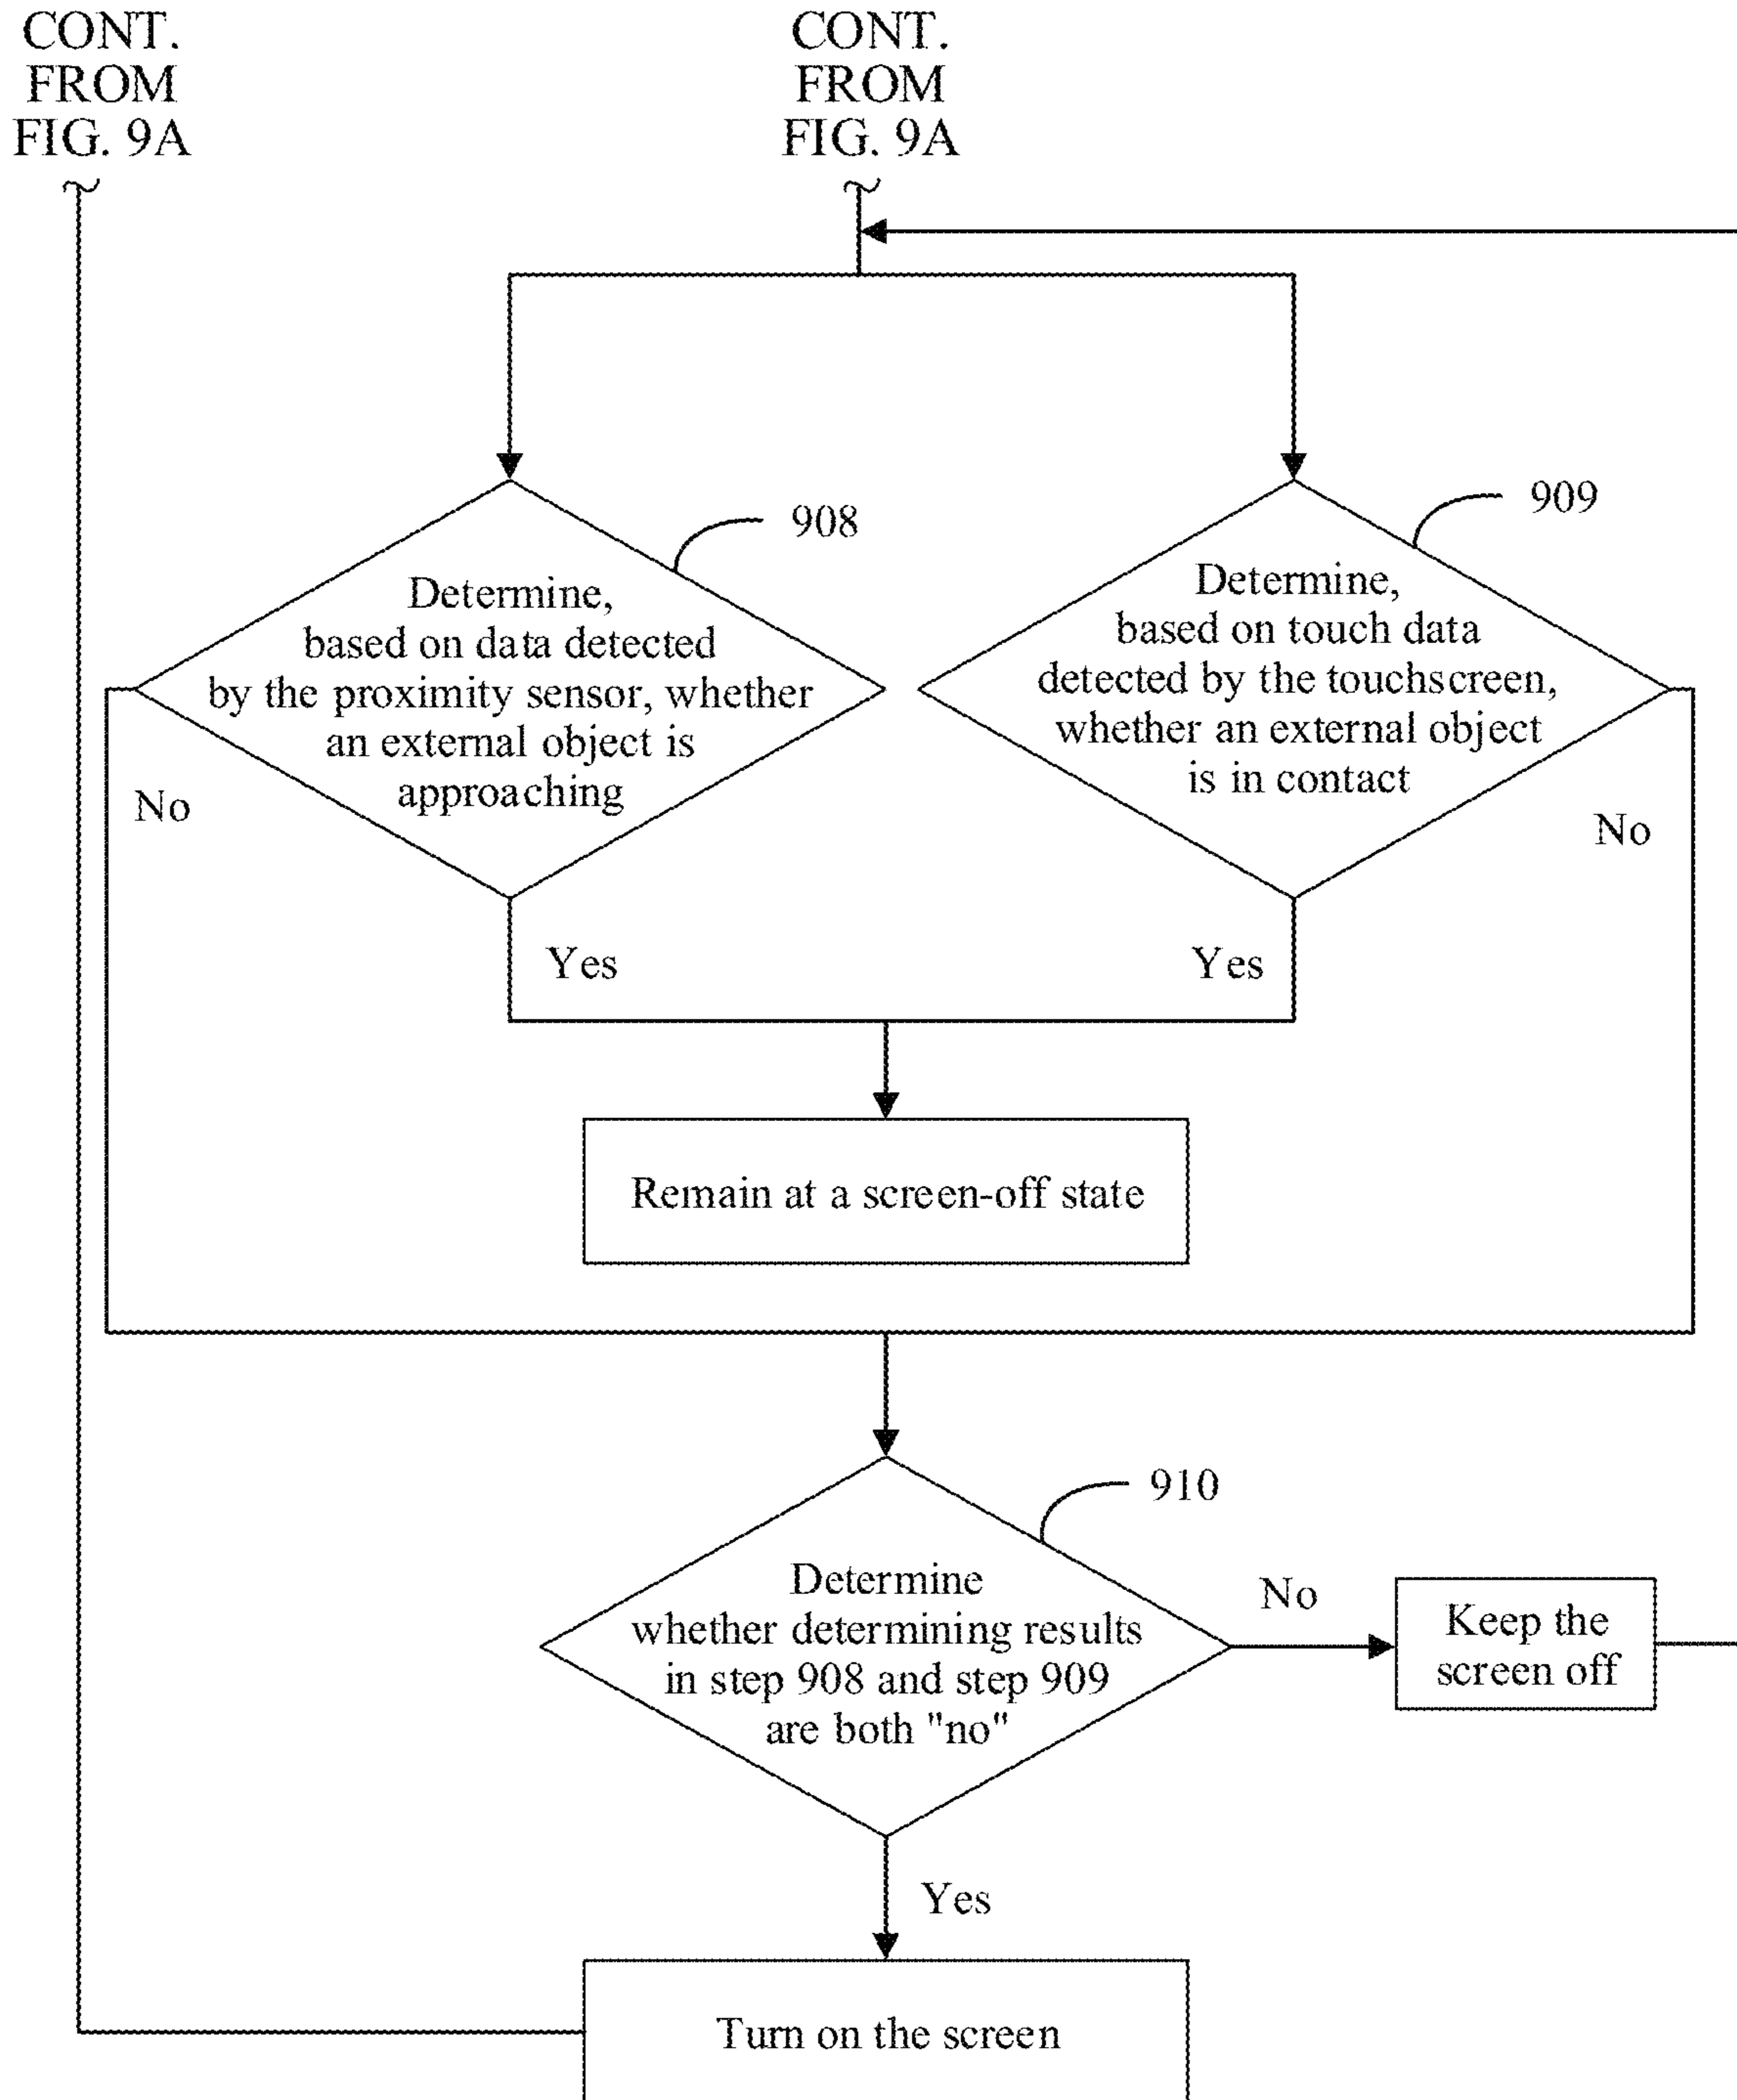 CONT.
FROM
FIG. 9A
CONT.
FROM
FIG. 9A
908
Determine,
based on data detected
by the proximity sensor, whether
an external object is
approaching
909
Determine,
based on touch data
detected by the touchscreen,
whether an external object
is in contact
No
No
Yes
Yes
Remain at a screen-off state
910
Determine
whether determining results
in step 908 and step 909
are both "no"
No
Keep the
screen off
Yes
Turn on the screen